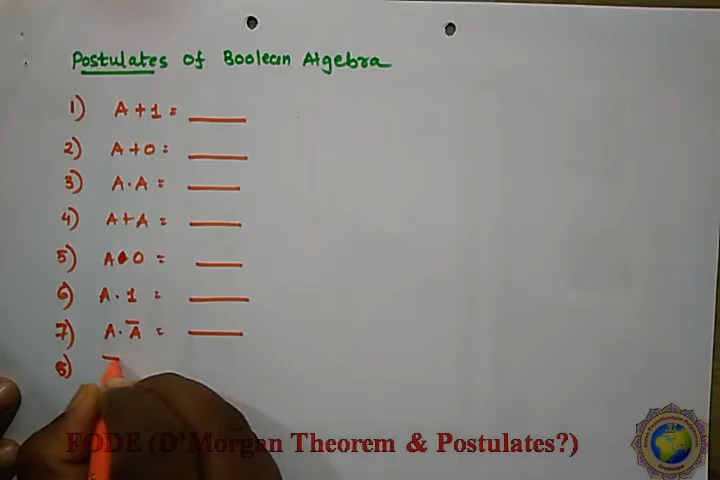 Postulates of Boolean Algebra
1) A + 1 = ____
2) A + 0 = ____
3) A . A = ____
4) A + A = ____
5) A • 0 = ____
6) A . 1 = ____
7) A . A̅ = ____
8)
FODE (D'Morgan Theorem & Postulates?)